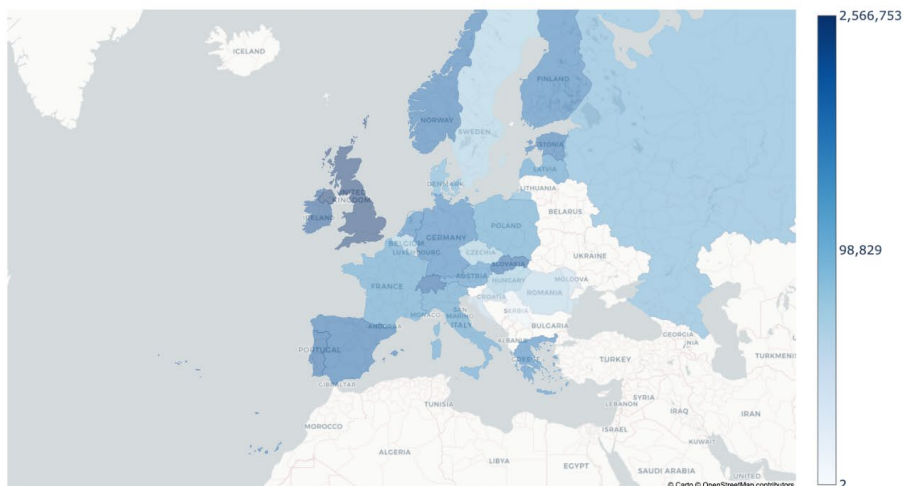 2,566,753
ICELAND
FINLAND
NORWAY
SWEDEN
ESTONIA
LATVIA
DENMARK
LITHUANIA
UNITED
KINGDOM
BELARUS
IRELAND
POLAND
GERMANY
BELGIUM
98,829
LUXEMBOURG
CZECHIA
UKRAINE
SLOVAKIA
AUSTRIA
HUNGARY
MOLDOVA
FRANCE
CROATIA
ROMANIA
SAN
MARINO
MONACO
SERBIA
ITALY
ANDORRA
BULGARIA
GEORGIA
ALBANIA
PORTUGAL
GREECE
TURKEY
TURKMENI
GIBRALTAR
TUNISIA
SYRIA
LEBANON
IRAQ
IRAN
MOROCCO
ISRAEL
KUWAIT
ALGERIA
LIBYA
EGYPT
SAUDI ARABIA
UNITED
2
© Carto © OpenStreetMap contributors